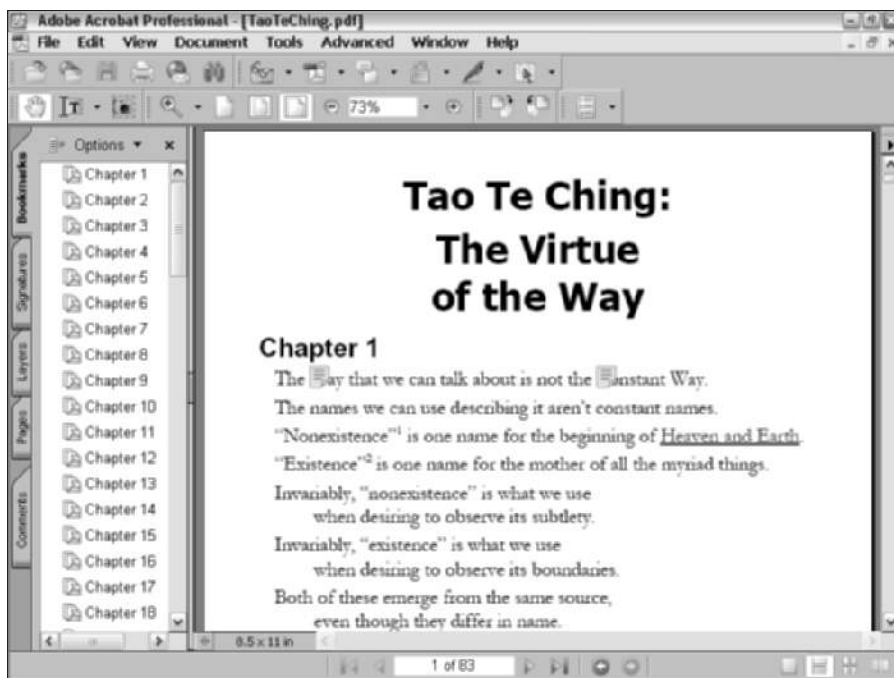 Adobe Acrobat Professional - [TaoTeChing.pdf]
File Edit View Document Tools Advanced Window Help
73%
Options
Bookmarks
Signatures
Layers
Pages
Comments
Chapter 1
Chapter 2
Chapter 3
Chapter 4
Chapter 5
Chapter 6
Chapter 7
Chapter 8
Chapter 9
Chapter 10
Chapter 11
Chapter 12
Chapter 13
Chapter 14
Chapter 15
Chapter 16
Chapter 17
Chapter 18
Tao Te Ching:
The Virtue
of the Way
Chapter 1
The ay that we can talk about is not the nstant Way.
The names we can use describing it aren't constant names.
"Nonexistence"1 is one name for the beginning of Heaven and Earth.
"Existence"2 is one name for the mother of all the myriad things.
Invariably, "nonexistence" is what we use
when desiring to observe its subtlety.
Invariably, "existence" is what we use
when desiring to observe its boundaries.
Both of these emerge from the same source,
even though they differ in name.
8.5 x 11 in
1 of 83